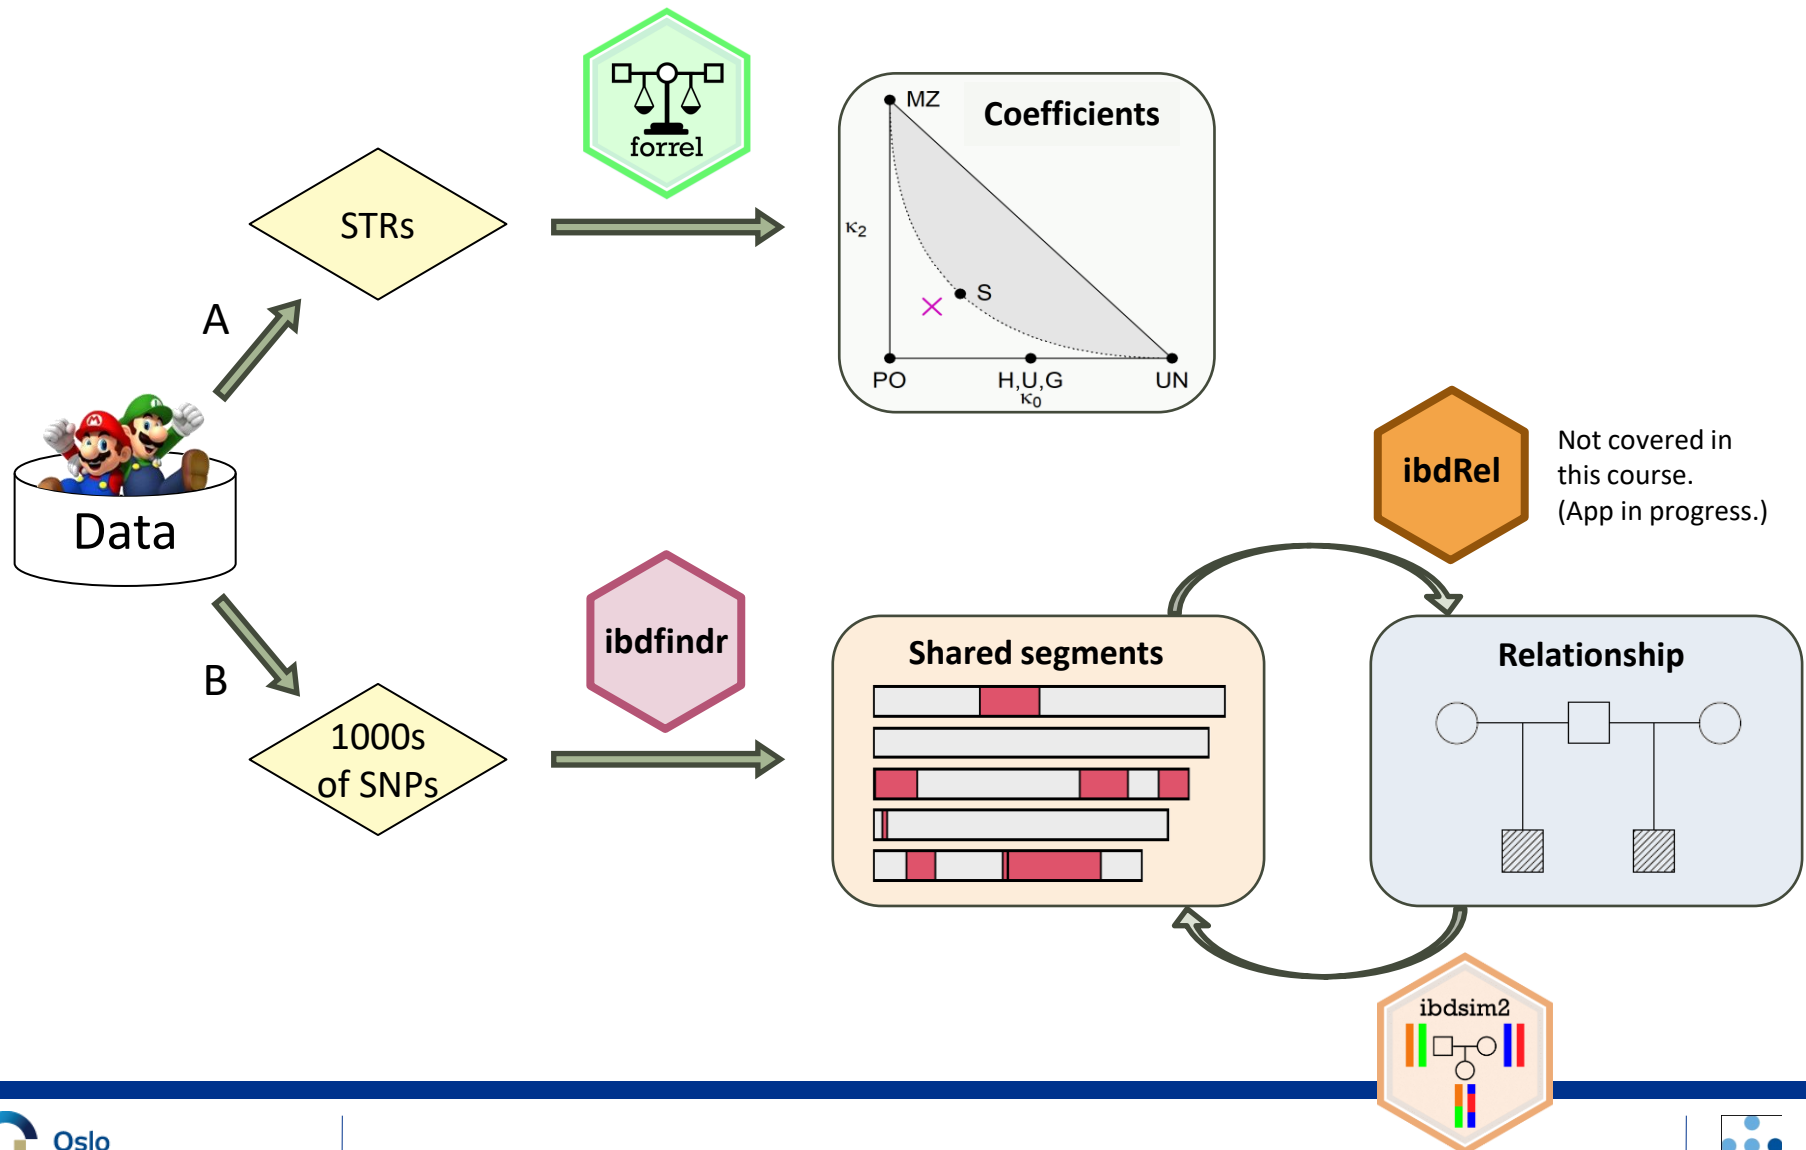 forrel
MZ
Coefficients
κ2
S
PO
H,U,G
UN
κ0
STRs
A
Data
B
1000s
of SNPs
ibdfindr
ibdRel
Not covered in
this course.
(App in progress.)
Shared segments
Relationship
ibdsim2
Oslo